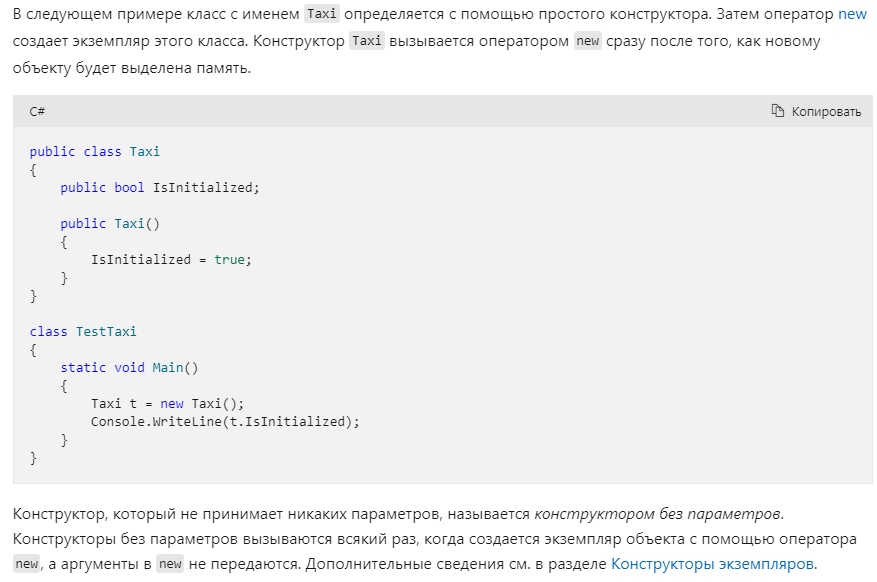 В следующем примере класс с именем Taxi определяется с помощью простого конструктора. Затем оператор new
создает экземпляр этого класса. Конструктор Taxi вызывается оператором new сразу после того, как новому
объекту будет выделена память.
C#
Копировать
public class Taxi
{
    public bool IsInitialized;

    public Taxi()
    {
        IsInitialized = true;
    }
}

class TestTaxi
{
    static void Main()
    {
        Taxi t = new Taxi();
        Console.WriteLine(t.IsInitialized);
    }
}
Конструктор, который не принимает никаких параметров, называется конструктором без параметров.
Конструкторы без параметров вызываются всякий раз, когда создается экземпляр объекта с помощью оператора
new, а аргументы в new не передаются. Дополнительные сведения см. в разделе Конструкторы экземпляров.